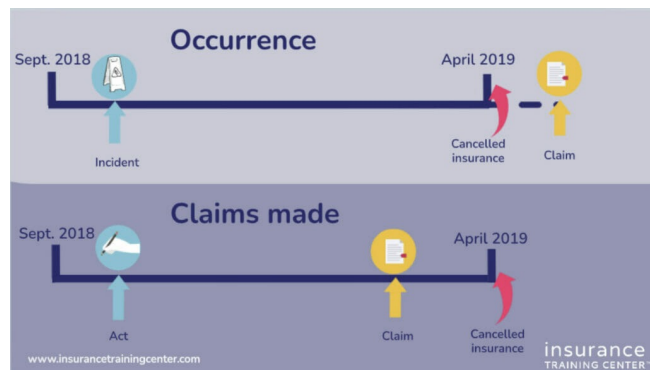 Occurrence
Sept. 2018
April 2019
Incident
Cancelled
insurance
Claim
Claims made
Sept. 2018
April 2019
Act
Claim
Cancelled
insurance
www.insurancetrainingcenter.com
insurance
TRAINING CENTER™